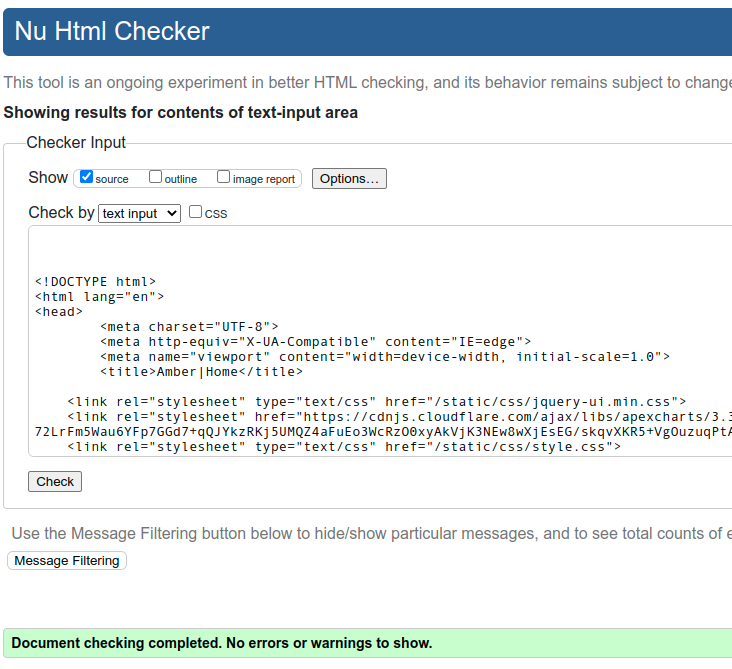 Nu Html Checker
This tool is an ongoing experiment in better HTML checking, and its behavior remains subject to change
Showing results for contents of text-input area
Checker Input
Show source outline image report Options...
Check by text input CSS
<!DOCTYPE html>
<html lang="en">
<head>
<meta charset="UTF-8">
<meta http-equiv="X-UA-Compatible" content="IE=edge">
<meta name="viewport" content="width=device-width, initial-scale=1.0">
<title>Amber|Home</title>
<link rel="stylesheet" type="text/css" href="/static/css/jquery-ui.min.css">
<link rel="stylesheet" href="https://cdnjs.cloudflare.com/ajax/libs/apexcharts/3.3
72LrFm5Wau6YFp7GGd7+qQJYkzRKj5UMQZ4aFuEo3WcRzO0xyAkVjK3NEw8wXjEsEG/skqvXKR5+VgOuzuqPtA
<link rel="stylesheet" type="text/css" href="/static/css/style.css">
Check
Use the Message Filtering button below to hide/show particular messages, and to see total counts of e
Message Filtering
Document checking completed. No errors or warnings to show.